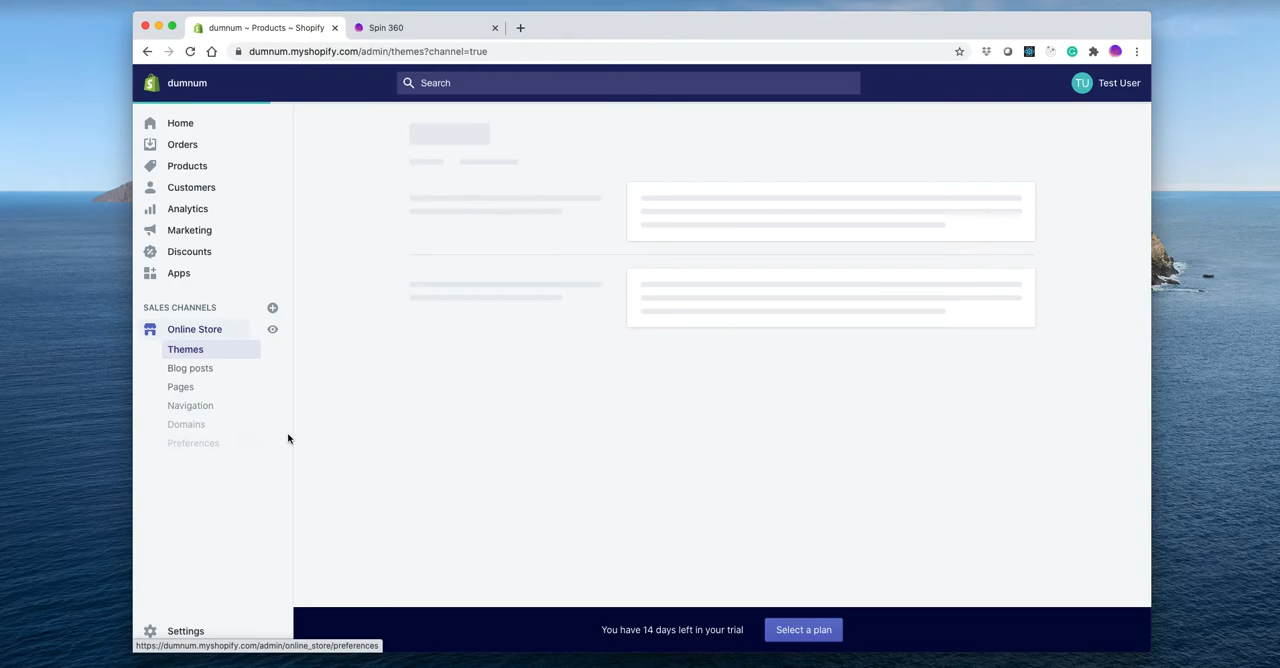 dumnum ~ Products ~ Shopify
Spin 360
dumnum.myshopify.com/admin/themes?channel=true
dumnum
Search
TU
Test User
Home
Orders
Products
Customers
Analytics
Marketing
Discounts
Apps
SALES CHANNELS
Online Store
Themes
Blog posts
Pages
Navigation
Domains
Preferences
Settings
You have 14 days left in your trial
Select a plan
https://dumnum.myshopify.com/admin/online_store/preferences